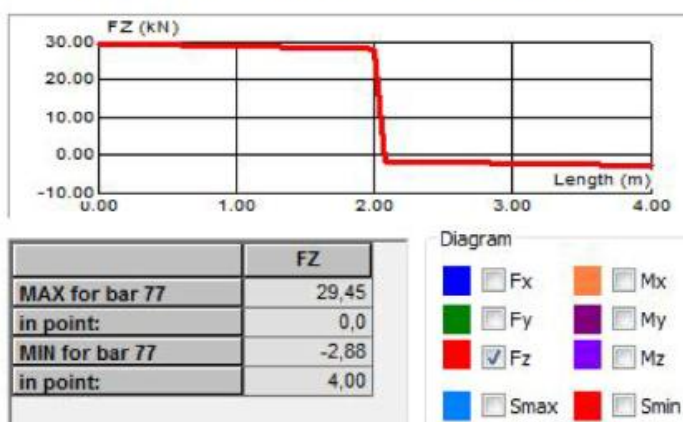 FZ (kN)
30.00
20.00
10.00
0.00
-10.00
Length (m)
0.00 1.00 2.00 3.00 4.00
FZ
MAX for bar 77 29,45
in point: 0,0
MIN for bar 77 -2,88
in point: 4,00
Diagram
Fx Mx
Fy My
Fz Mz
Smax Smin